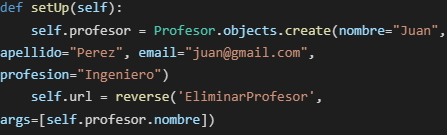 def setUp(self):
self.profesor = Profesor.objects.create(nombre="Juan",
apellido="Perez", email="juan@gmail.com",
profesion="Ingeniero")
self.url = reverse('EliminarProfesor',
args=[self.profesor.nombre])